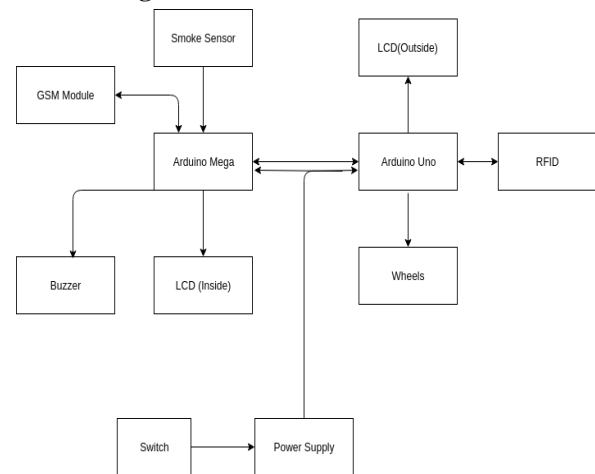 Smoke Sensor
LCD(Outside)
GSM Module
Arduino Mega
Arduino Uno
RFID
Buzzer
LCD (Inside)
Wheels
Switch
Power Supply